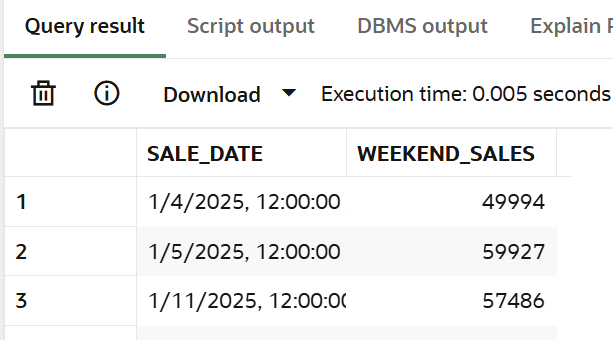 Query result Script output DBMS output Explain
Download Execution time: 0.005 seconds
SALE_DATE WEEKEND_SALES
1 1/4/2025, 12:00:00 49994
2 1/5/2025, 12:00:00 59927
3 1/11/2025, 12:00:00 57486